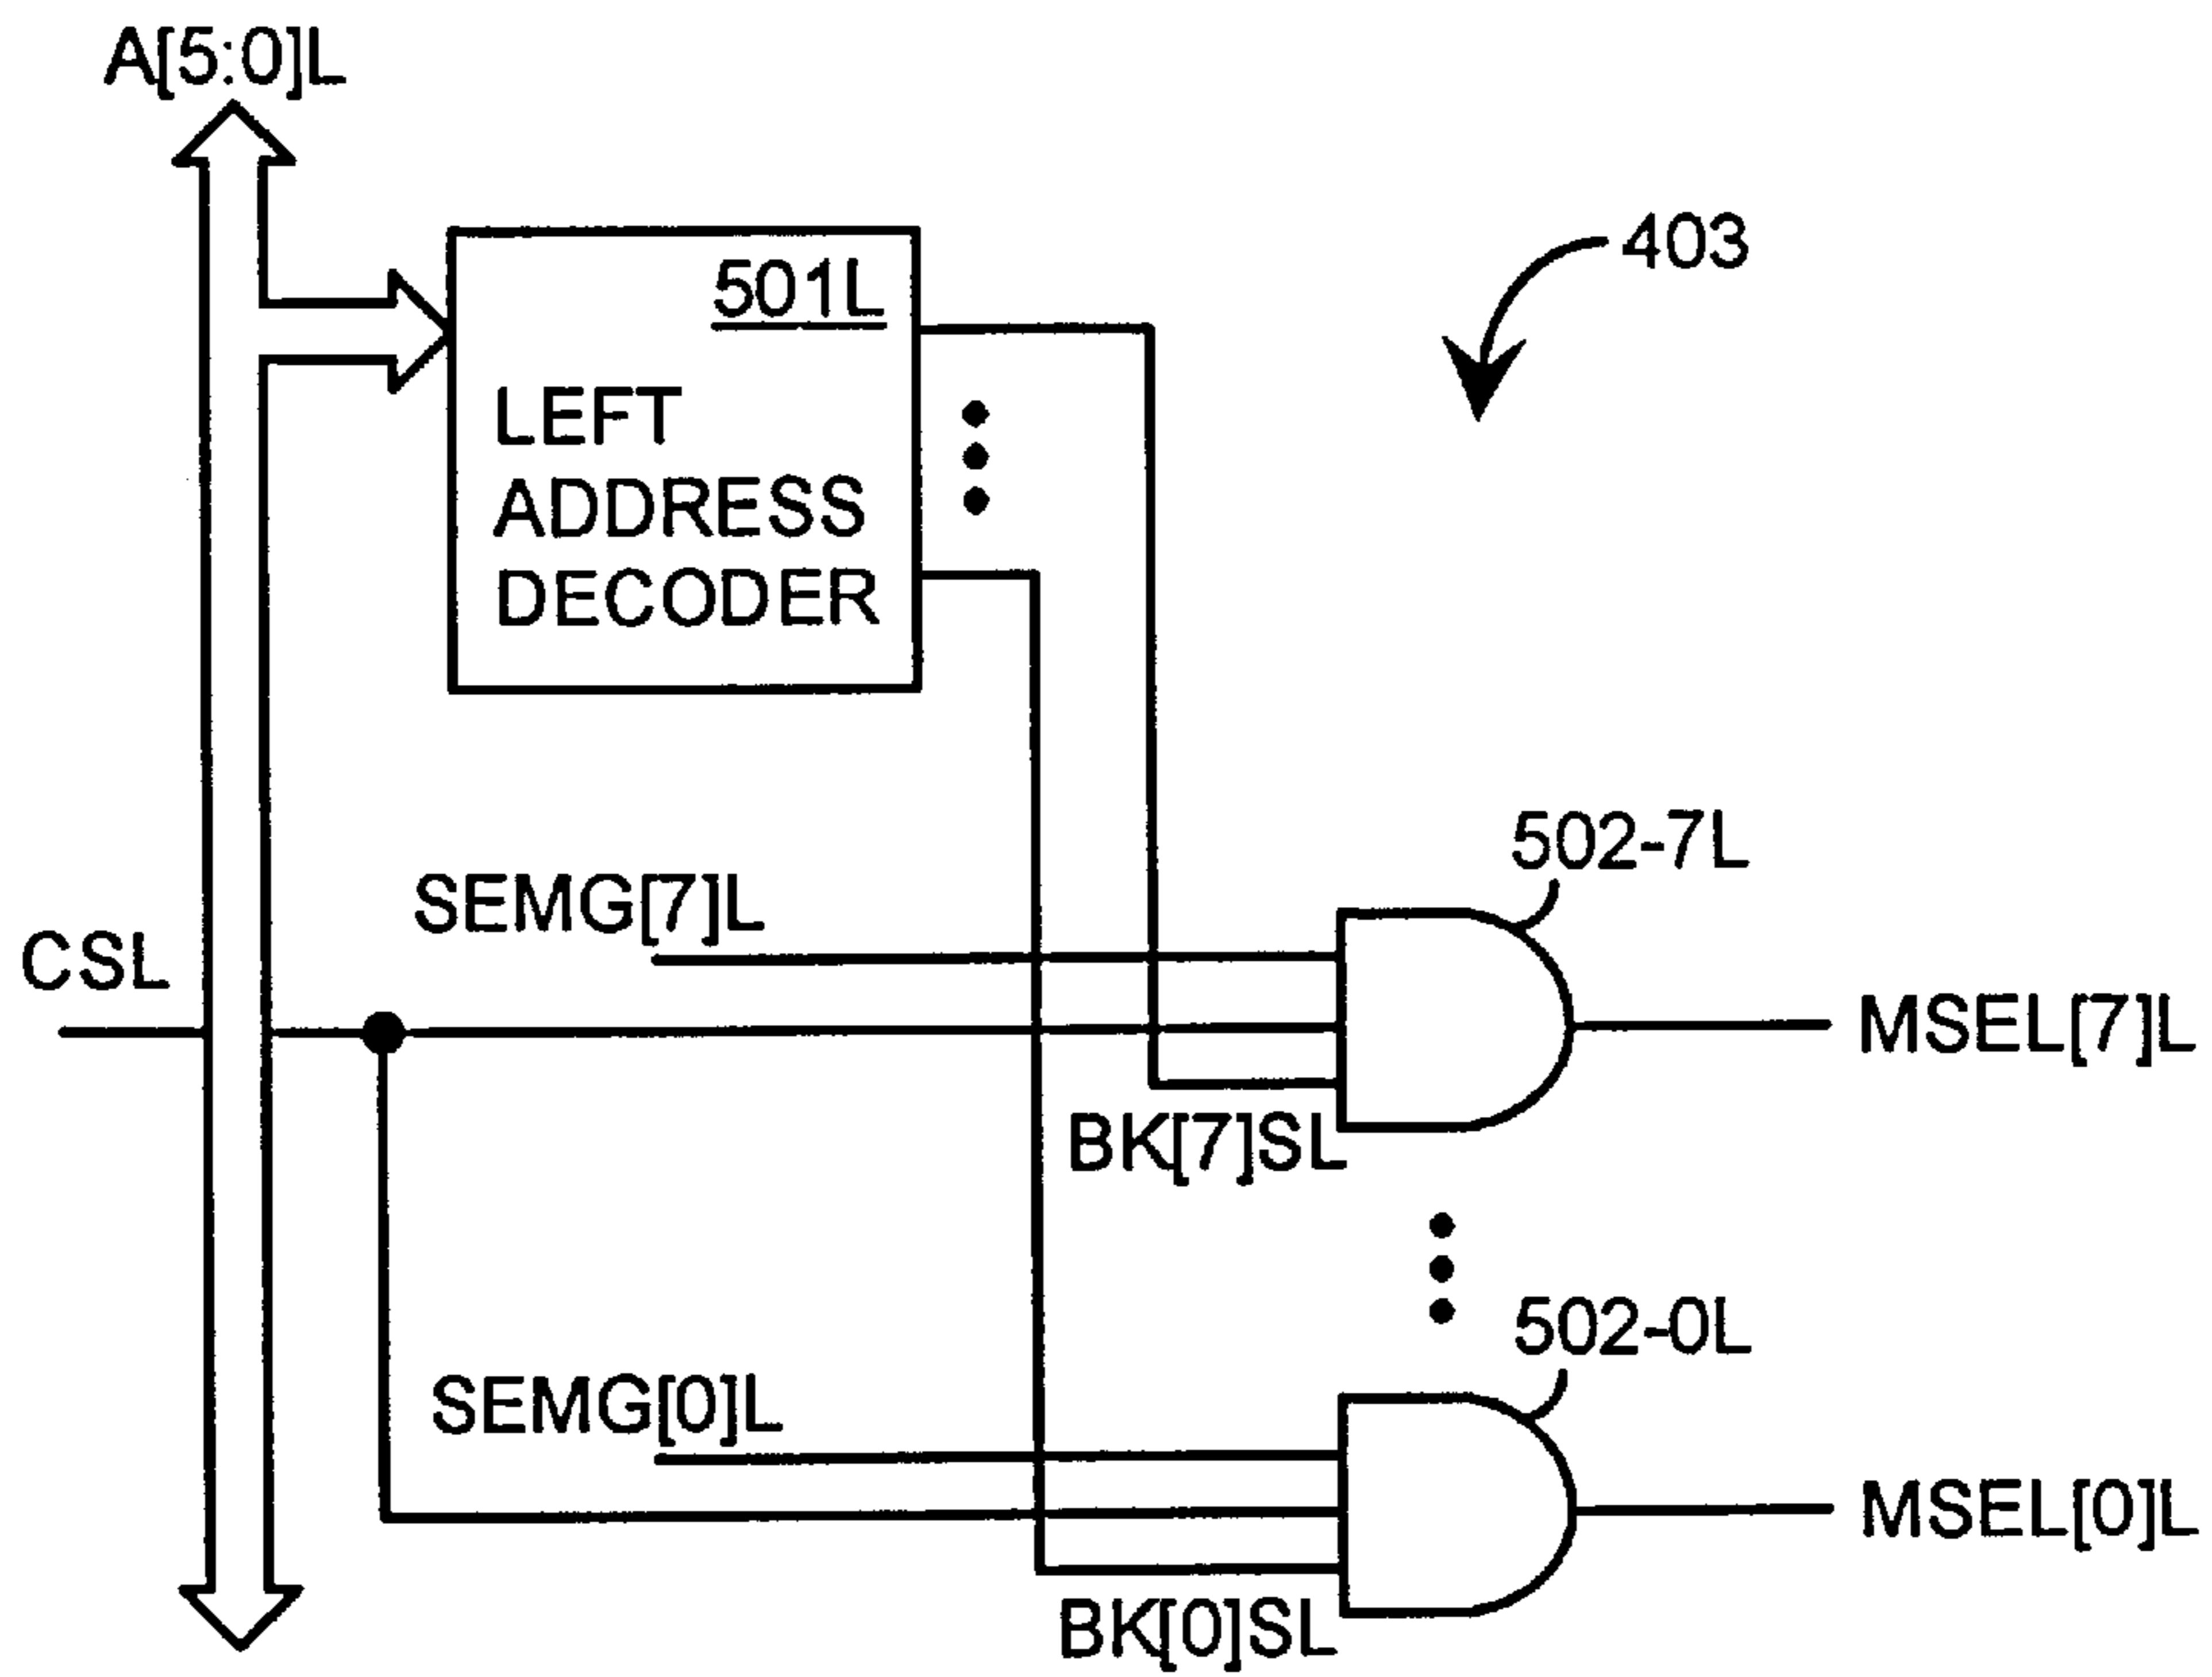 A[5:0]L
403
501L
LEFT
ADDRESS
DECODER
502-7L
SEMG[7]L
CSL
MSEL[7]L
BK[7]SL
502-0L
SEMG[0]L
MSEL[0]L
BK[0]SL